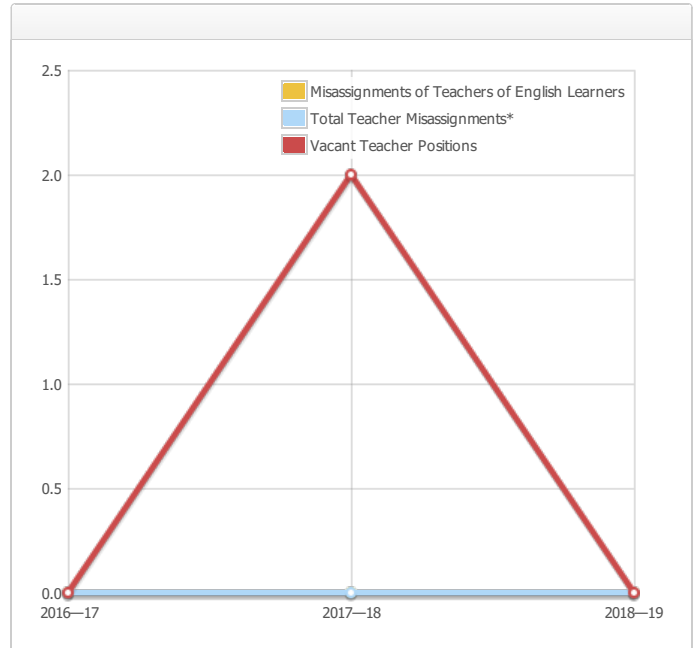 2.5
Misassignments of Teachers of English Learners
Total Teacher Misassignments*
Vacant Teacher Positions
2.0
1.5
1.0
0.5
0.0
2016—17 2017—18 2018—19